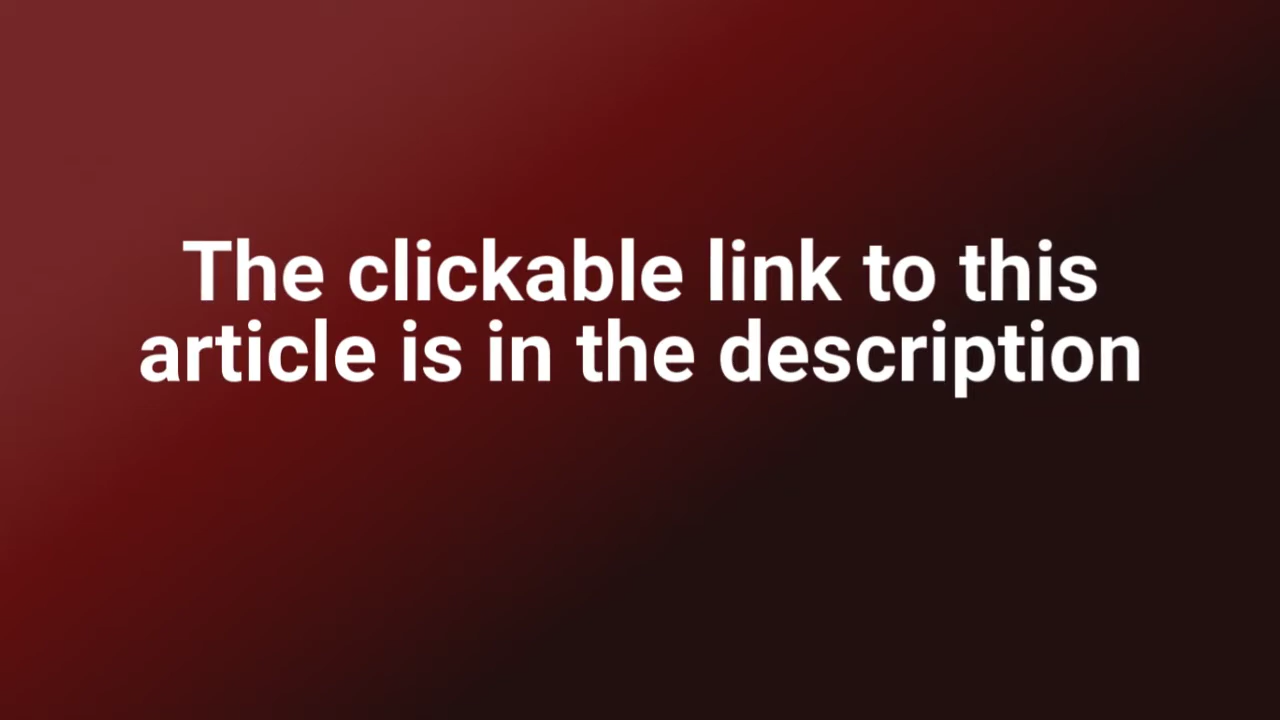 The clickable link to this
article is in the description